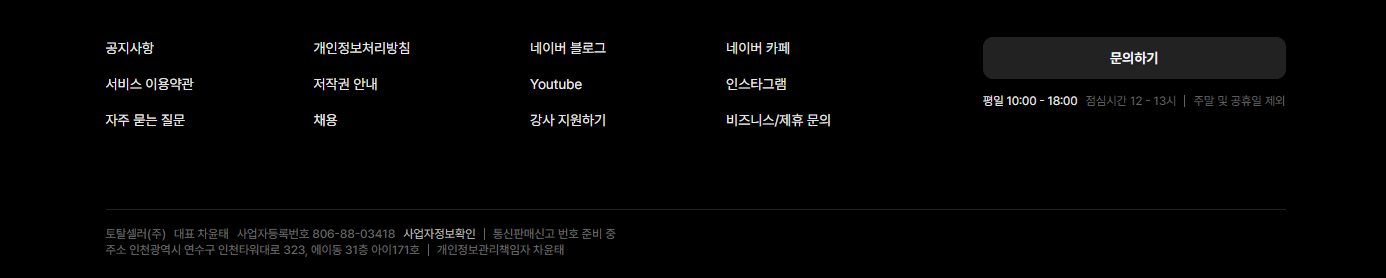 공지사항 개인정보처리방침 네이버 블로그 네이버 카페 문의하기
서비스 이용약관 저작권 안내 Youtube 인스타그램
평일 10:00 - 18:00 점심시간 12 - 13시 | 주말 및 공휴일 제외
자주 묻는 질문 채용 강사 지원하기 비즈니스/제휴 문의
토탈셀러(주) 대표 차윤태 사업자등록번호 806-88-03418 사업자정보확인 | 통신판매신고 번호 준비 중
주소 인천광역시 연수구 인천타워대로 323, 에이동 31층 아이171호 | 개인정보관리책임자 차윤태